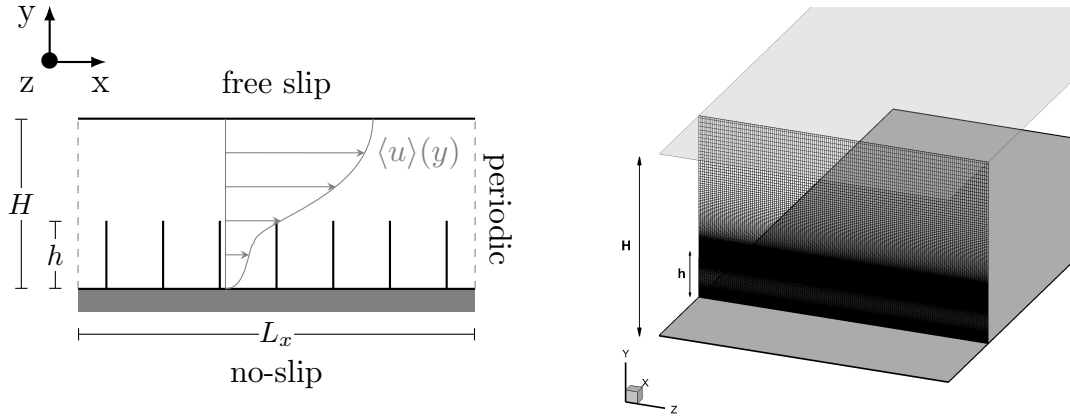 y
z
x
free slip
⟨u⟩(y)
periodic
H
h
L_x
no-slip
H
h
Y
X
Z